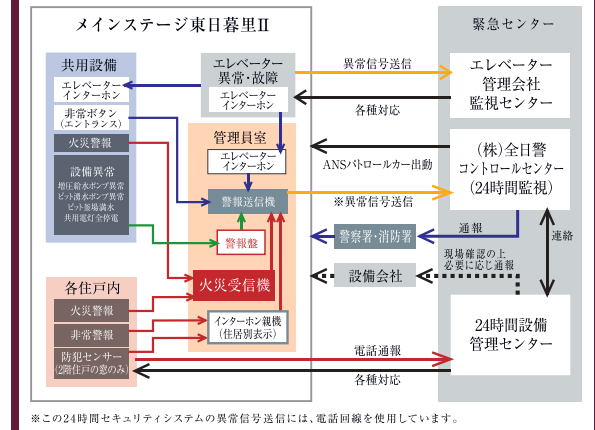 メインステージ東日暮里Ⅱ
緊急センター
共用設備
エレベーター
インターホン
非常ボタン
(エントランス)
火災警報
設備異常
増圧給水ポンプ異常
ピット湧水ポンプ異常
ピット釜場満水
共用電灯全停電
エレベーター
異常・故障
エレベーター
インターホン
管理員室
エレベーター
インターホン
警報送信機
警報盤
火災受信機
インターホン親機
(住居別表示)
各住戸内
火災警報
非常警報
防犯センサー
(2階住戸の窓のみ)
異常信号送信
各種対応
ANSパトロールカー出動
※異常信号送信
通報
警察署・消防署
設備会社
現場確認の上
必要に応じ通報
連絡
電話通報
各種対応
エレベーター
管理会社
監視センター
(株)全日警
コントロールセンター
(24時間監視)
24時間設備
管理センター
※この24時間セキュリティシステムの異常信号送信には、電話回線を使用しています。